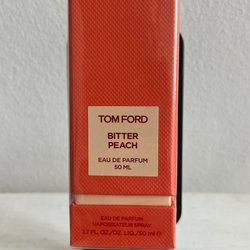 TOM FORD
BITTER
PEACH
EAU DE PARFUM
50 ML
EAU DE PARFUM
VAPORISATEUR SPRAY
1.7 FL. OZ./OZ. LIQ./50 ml ℮